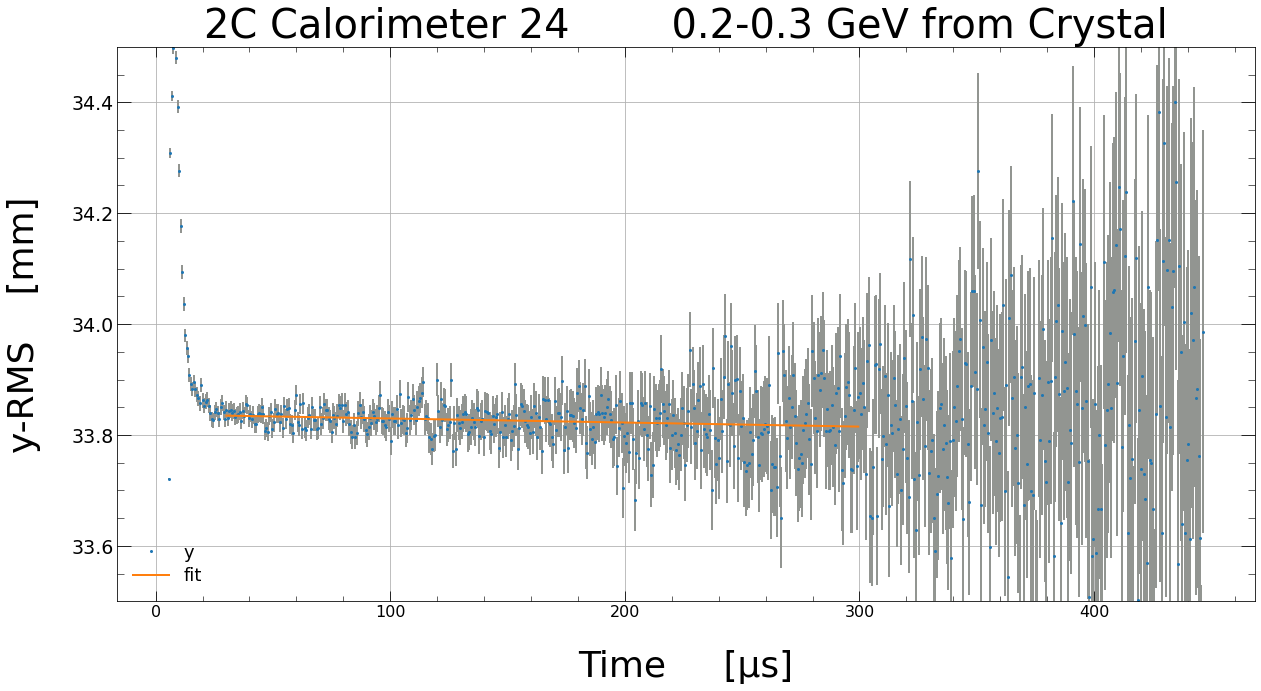 2C Calorimeter 24 0.2-0.3 GeV from Crystal
y-RMS [mm]
34.4
34.2
34.0
33.8
33.6
y
fit
0 100 200 300 400
Time [µs]